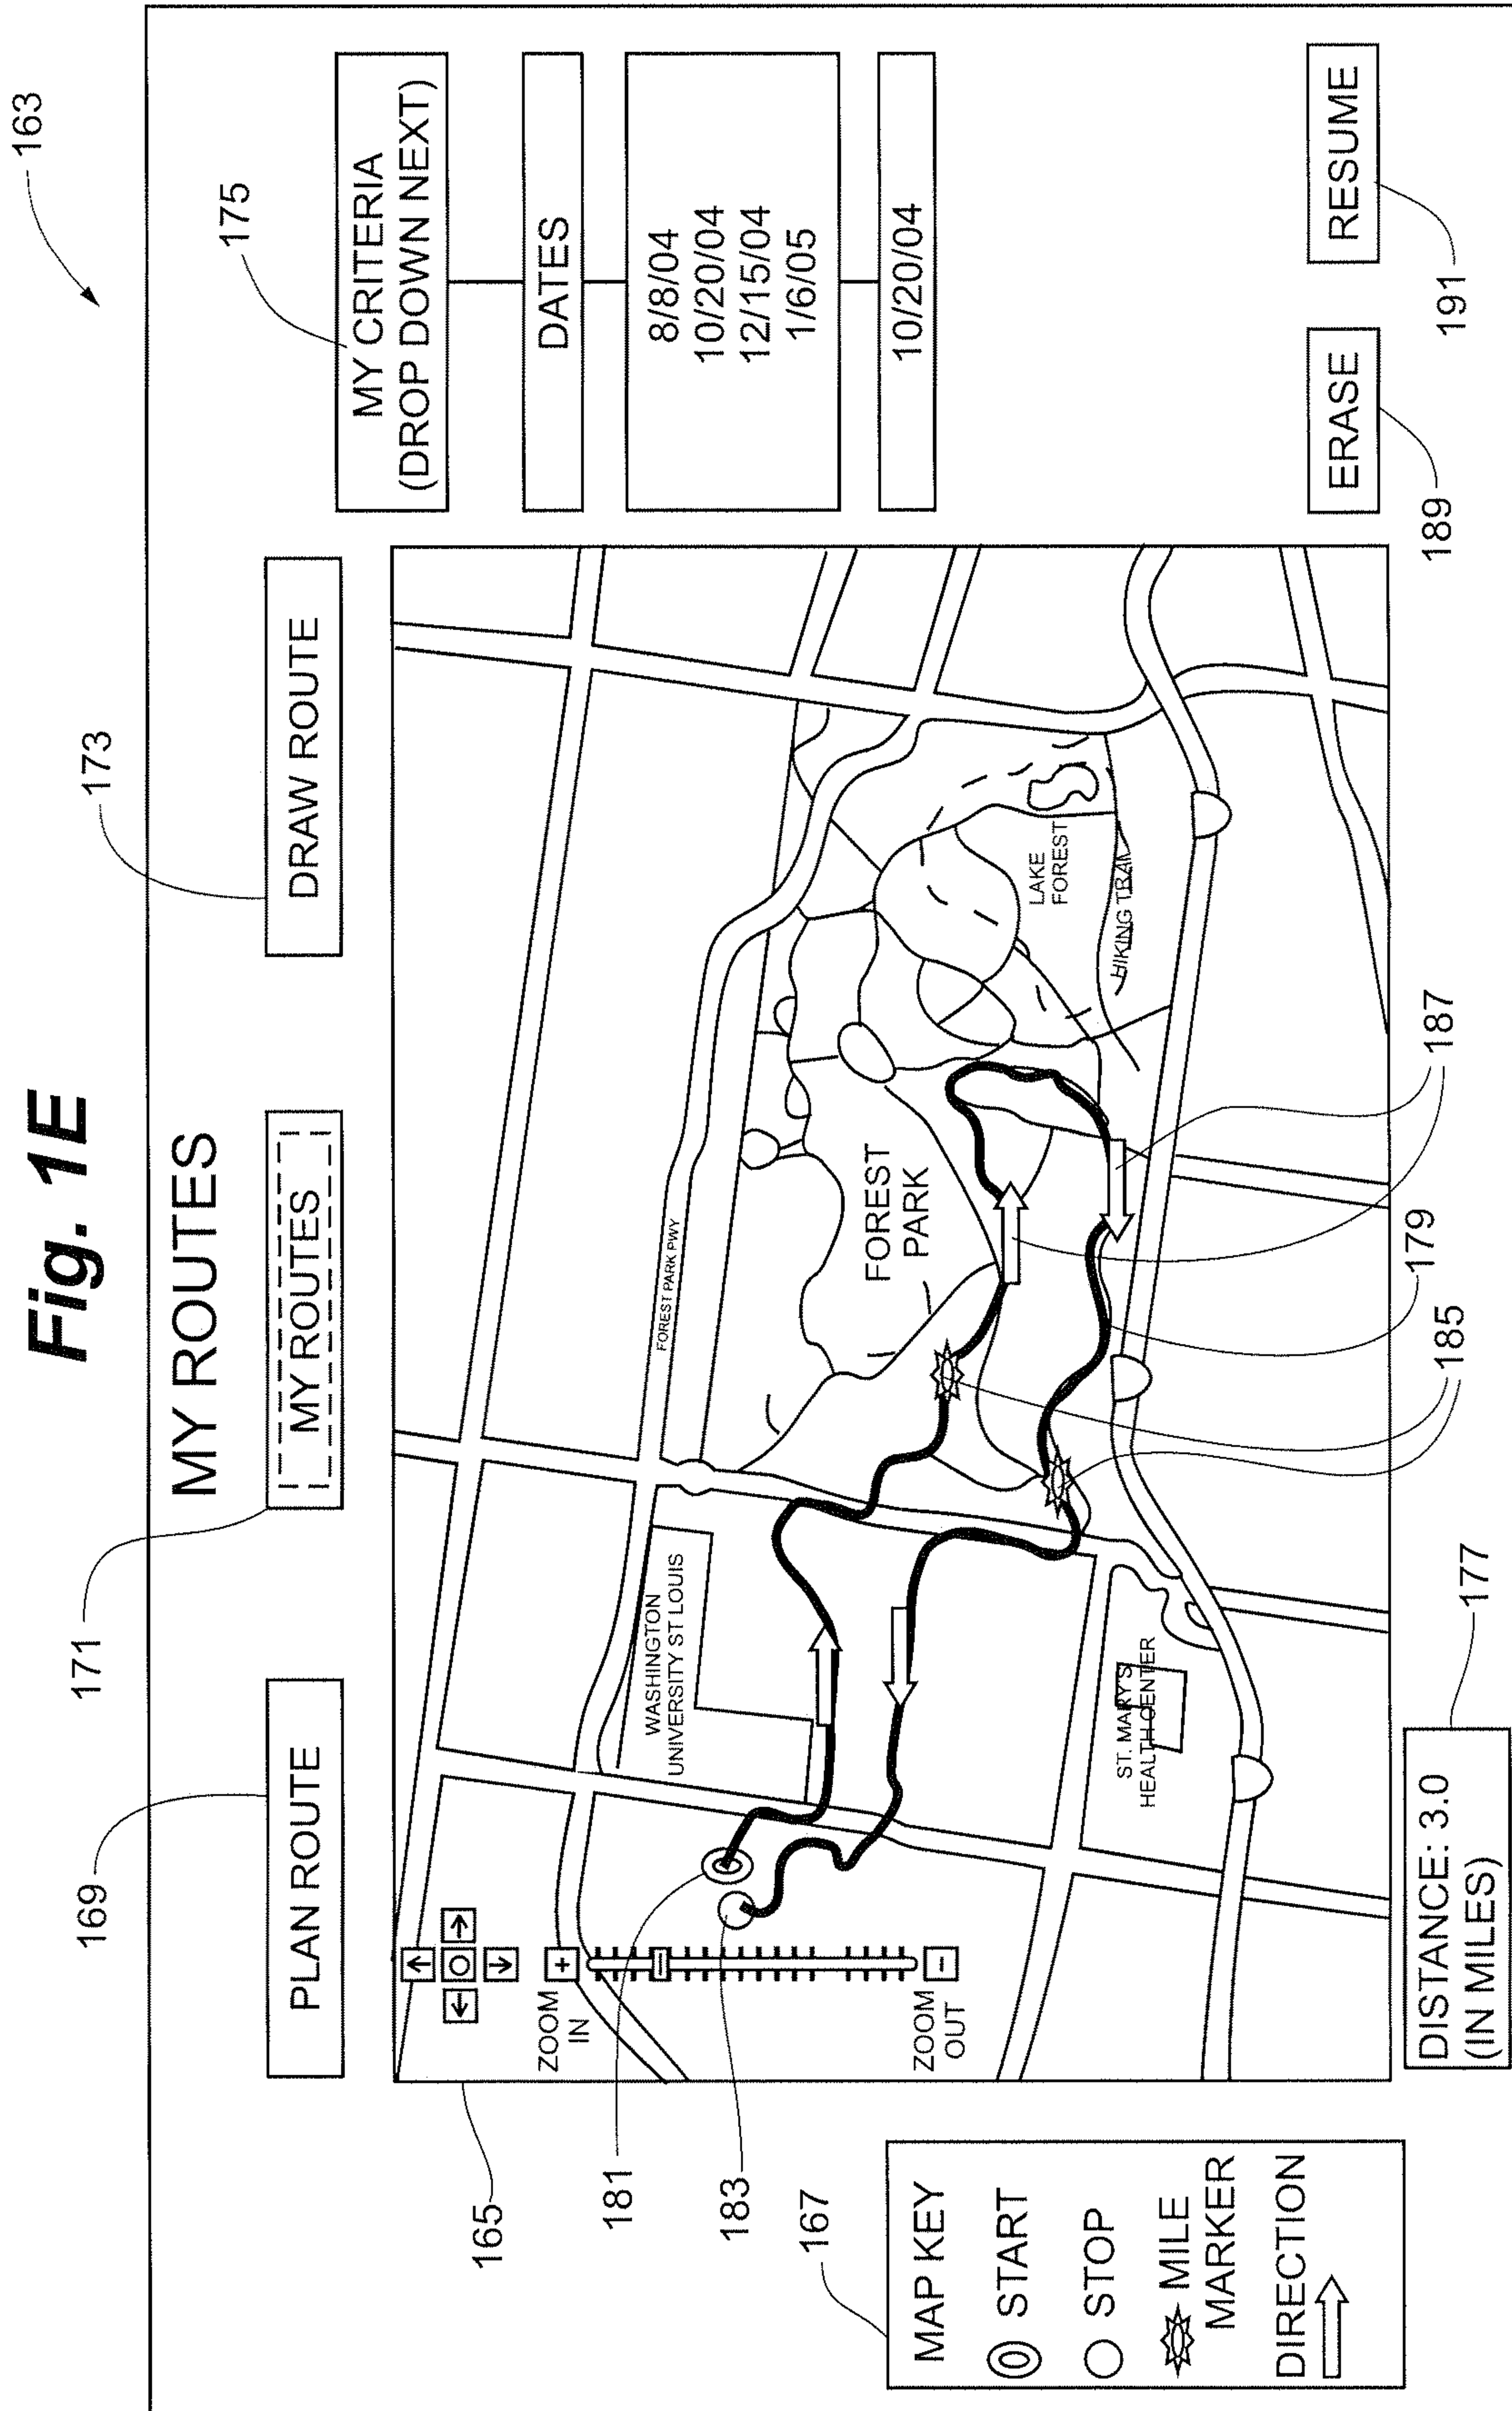 Fig. 1E
163
MY ROUTES
169
171
173
175
PLAN ROUTE
MY ROUTES
DRAW ROUTE
MY CRITERIA
(DROP DOWN NEXT)
DATES
8/8/04
10/20/04
12/15/04
1/6/05
10/20/04
165
ZOOM
IN
+
ZOOM
OUT
-
181
183
WASHINGTON
UNIVERSITY ST LOUIS
FOREST PARK PWY
FOREST
PARK
LAKE
FOREST
HIKING TRAIL
ST. MARY'S
HEALTH CENTER
167
MAP KEY
START
STOP
MILE
MARKER
DIRECTION
DISTANCE: 3.0
(IN MILES)
177
185
179
187
ERASE
189
RESUME
191